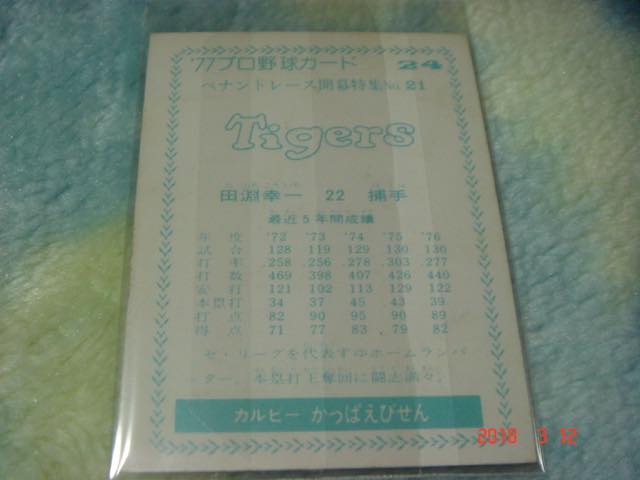 '77プロ野球カード 24
ペナントレース開幕特集No.21
Tigers
田淵幸一 22 捕手
最近5年間成績
年度 '72 '73 '74 '75 '76
試合 128 119 129 130 130
打率 .258 .256 .278 .303 .277
打数 469 398 407 426 440
安打 121 102 113 129 122
本塁打 34 37 45 43 39
打点 82 90 95 90 89
得点 71 77 83 79 82
セ・リーグを代表すゆホームランバ
ッター。本塁打王奪回に闘志満々。
カルビー かっぱえびせん
2018 3 12